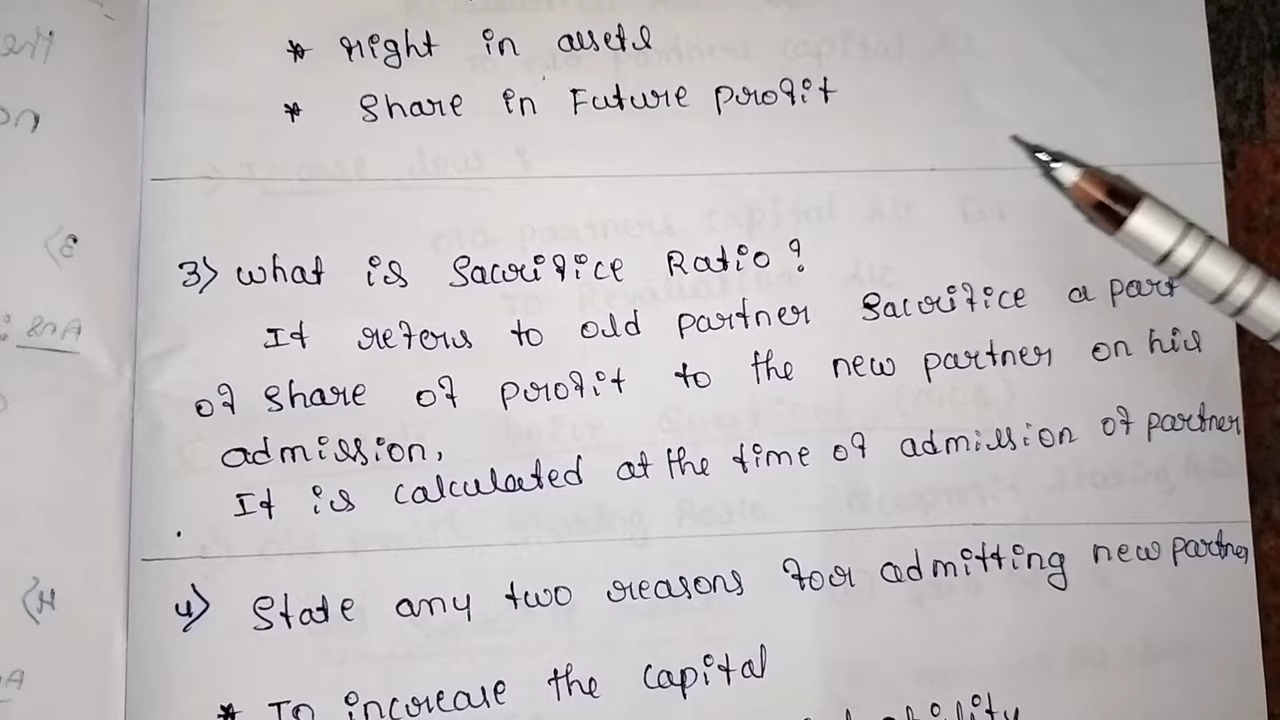 * right in assets
* Share in Future profit
3) what is Sacrifice Ratio?
It refers to old partner Sacrifice a part
of share of profit to the new partner on his
admission,
It is calculated at the time of admission of partner
4) State any two reasons for admitting new partner
* To increase the capital